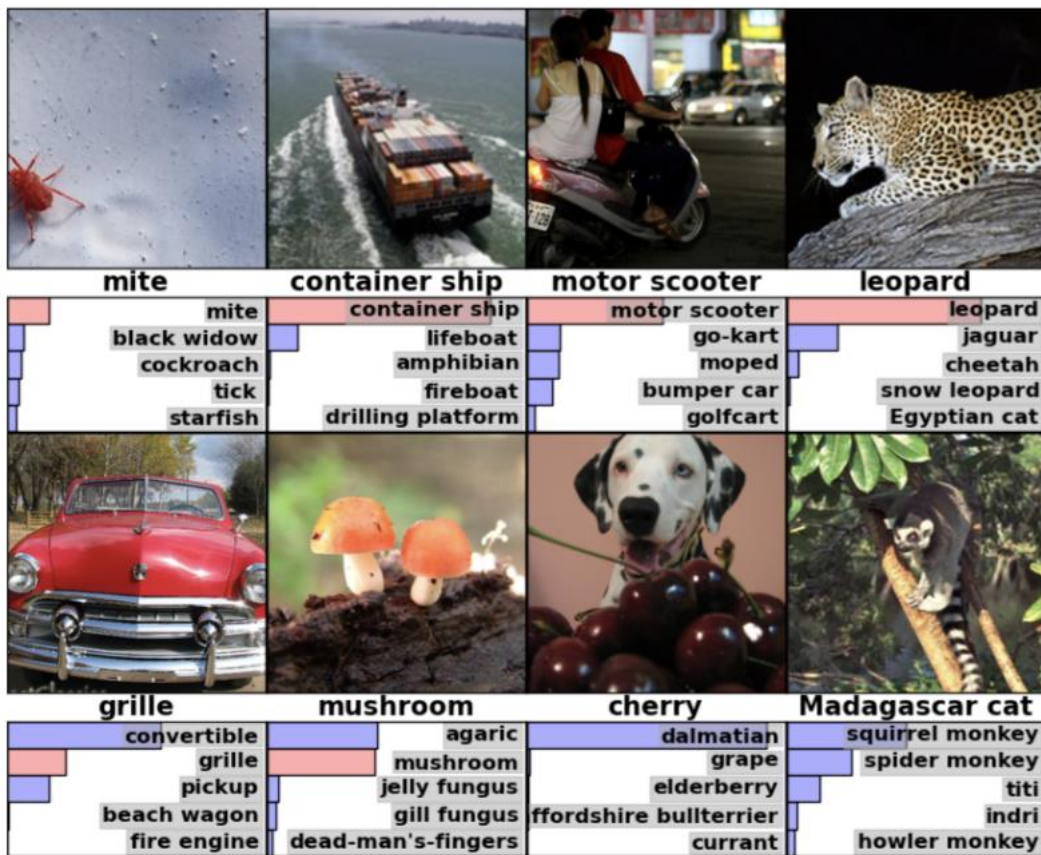 mite
container ship
motor scooter
leopard
mite
black widow
cockroach
tick
starfish
container ship
lifeboat
amphibian
fireboat
drilling platform
motor scooter
go-kart
moped
bumper car
golfcart
leopard
jaguar
cheetah
snow leopard
Egyptian cat
grille
mushroom
cherry
Madagascar cat
convertible
grille
pickup
beach wagon
fire engine
agaric
mushroom
jelly fungus
gill fungus
dead-man's-fingers
dalmatian
grape
elderberry
ffordshire bullterrier
currant
squirrel monkey
spider monkey
titi
indri
howler monkey